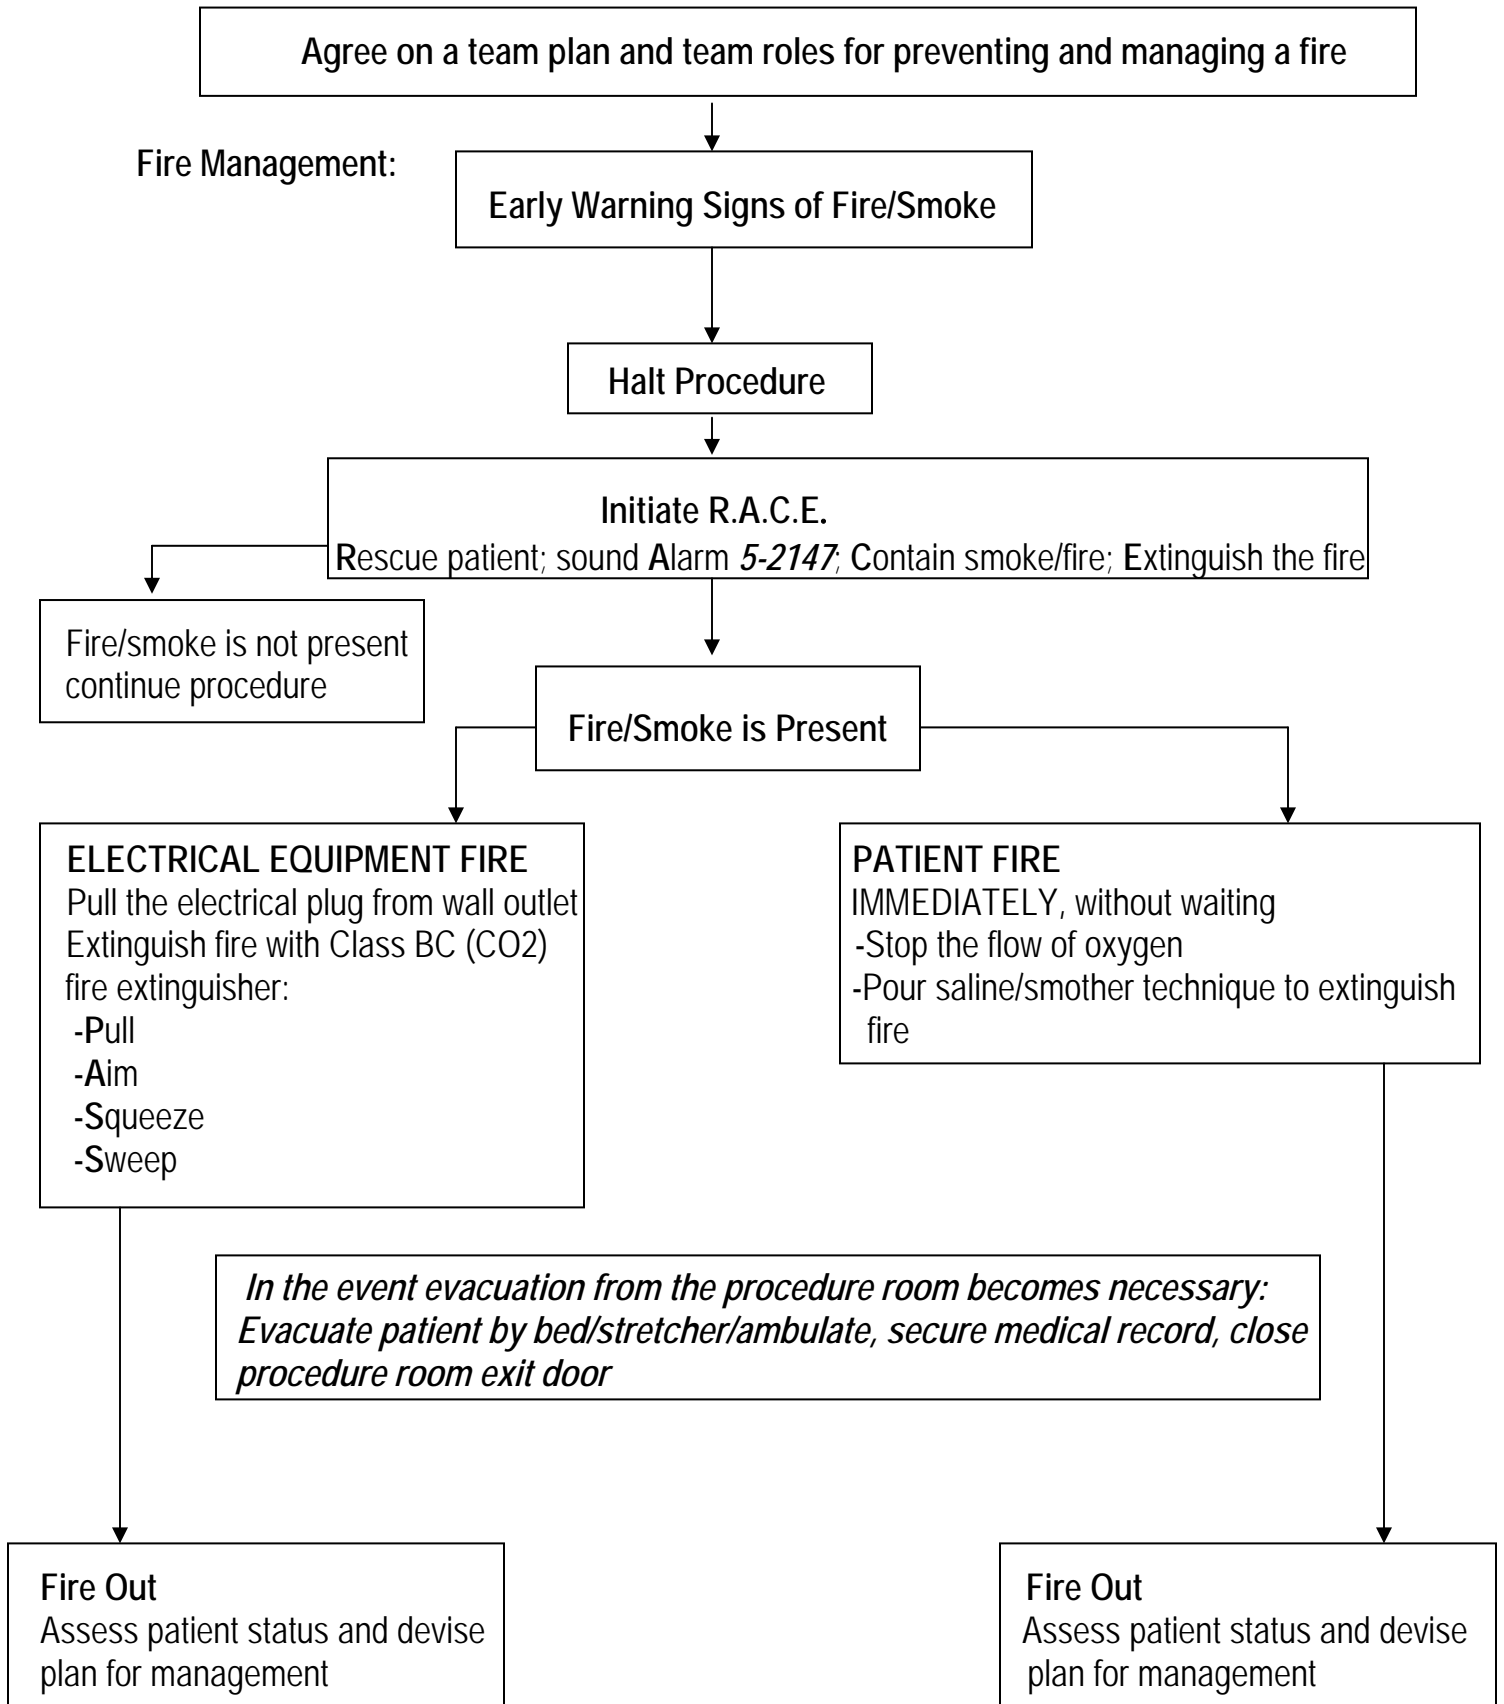 Agree on a team plan and team roles for preventing and managing a fire
Fire Management:
Early Warning Signs of Fire/Smoke
Halt Procedure
Initiate R.A.C.E.
Rescue patient; sound Alarm 5-2147; Contain smoke/fire; Extinguish the fire
Fire/smoke is not present
continue procedure
Fire/Smoke is Present
ELECTRICAL EQUIPMENT FIRE
Pull the electrical plug from wall outlet
Extinguish fire with Class BC (CO2)
fire extinguisher:
-Pull
-Aim
-Squeeze
-Sweep
PATIENT FIRE
IMMEDIATELY, without waiting
-Stop the flow of oxygen
-Pour saline/smother technique to extinguish
fire
In the event evacuation from the procedure room becomes necessary:
Evacuate patient by bed/stretcher/ambulate, secure medical record, close
procedure room exit door
Fire Out
Assess patient status and devise
plan for management
Fire Out
Assess patient status and devise
plan for management